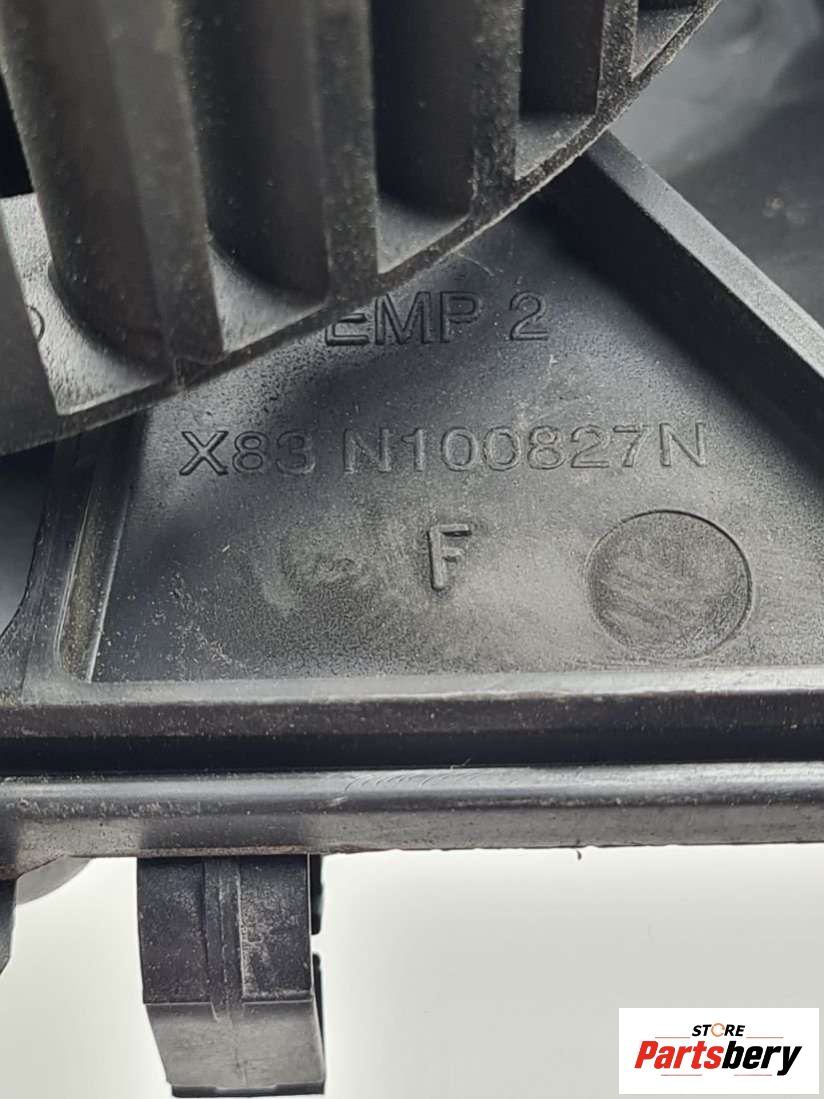 EMP 2
X83 N100827N
F
STORE
Partsbery